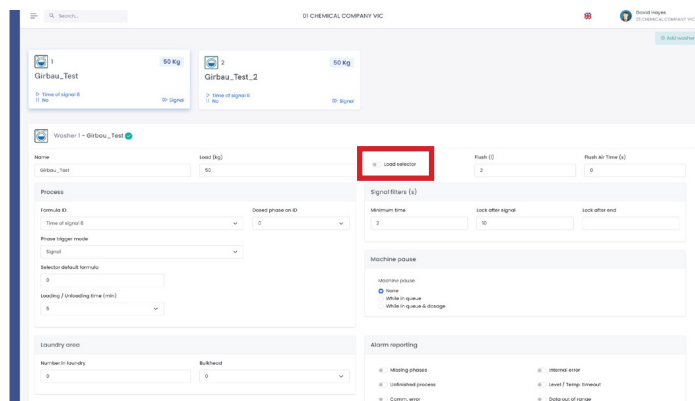 Search...
01 CHEMICAL COMPANY VIC
David Hayes
01 CHEMICAL COMPANY VIC
Add washer
1
50 Kg
Girbau_Test
Time of signal 8
No
Signal
2
50 Kg
Girbau_Test_2
Time of signal 8
No
Signal
Washer 1 - Girbau_Test
Name
Load (kg)
Load selector
Flush (l)
Flush Air Time (s)
Girbau_Test
50
2
0
Process
Signal filters (s)
Formula ID
Dosed phase on ID
Minimum time
Lock after signal
Lock after end
Time of signal 8
0
2
10
Phase trigger mode
Signal
Machine pause
Selector default formula
0
Machine pause
None
While in queue
While in queue & dosage
Loading / Unloading time (min)
5
Laundry area
Alarm reporting
Number in laundry
Bulkhead
0
0
Missing phases
Internal error
Unfinished process
Level / Temp. timeout
Comm. error
Data out of range